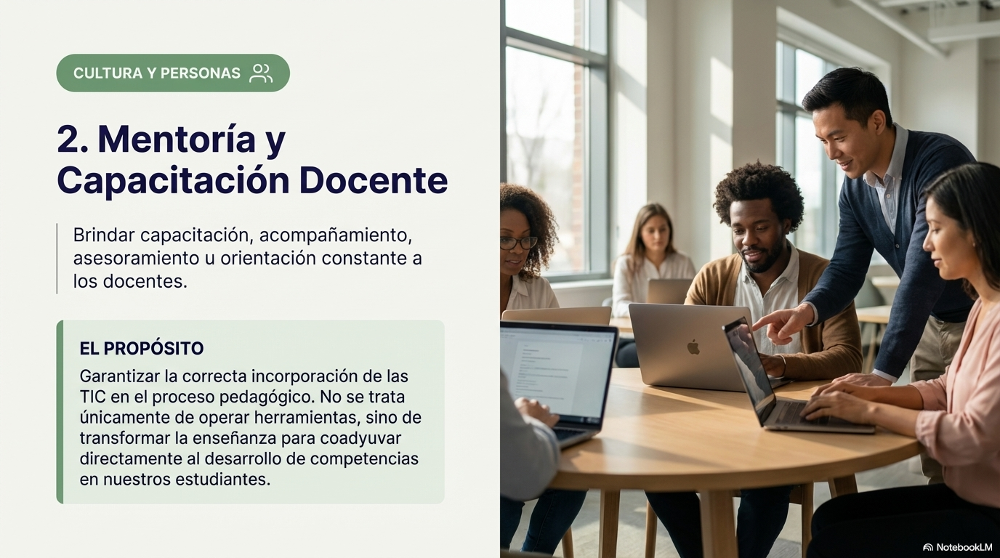 CULTURA Y PERSONAS
2. Mentoría y
Capacitación Docente
Brindar capacitación, acompañamiento,
asesoramiento u orientación constante a
los docentes.
EL PROPÓSITO
Garantizar la correcta incorporación de las
TIC en el proceso pedagógico. No se trata
únicamente de operar herramientas, sino de
transformar la enseñanza para coadyuvar
directamente al desarrollo de competencias
en nuestros estudiantes.
NotebookLM